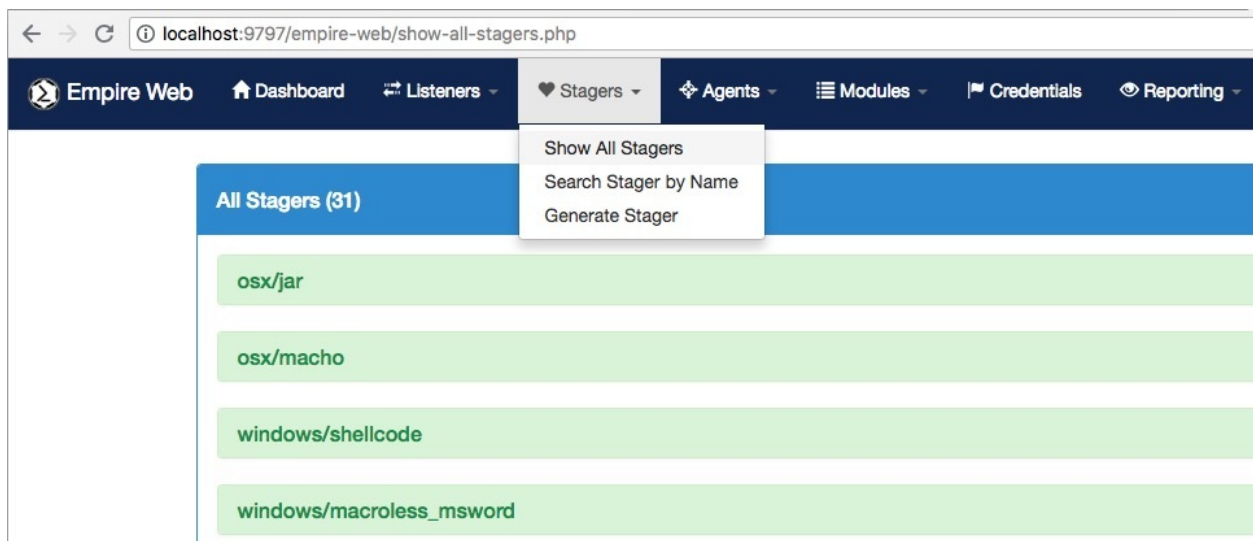 localhost:9797/empire-web/show-all-stagers.php
Empire Web Dashboard Listeners Stagers Agents Modules Credentials Reporting
Show All Stagers
Search Stager by Name
Generate Stager
All Stagers (31)
osx/jar
osx/macho
windows/shellcode
windows/macroless_msword